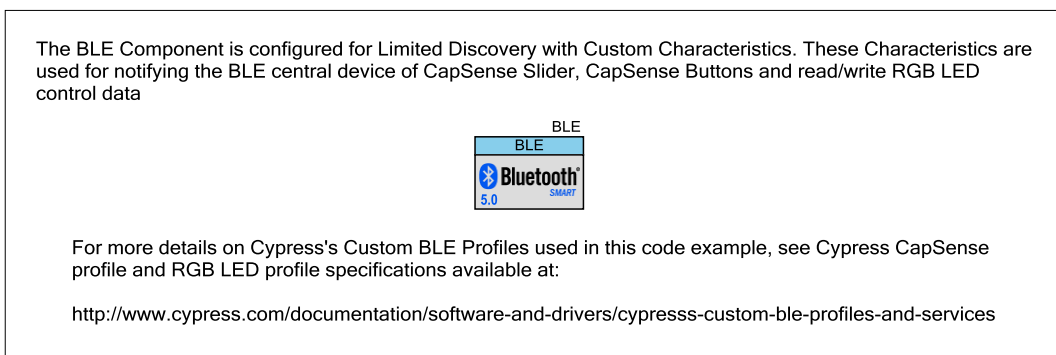 The BLE Component is configured for Limited Discovery with Custom Characteristics. These Characteristics are
used for notifying the BLE central device of CapSense Slider, CapSense Buttons and read/write RGB LED
control data
BLE
BLE
Bluetooth®
SMART
5.0
For more details on Cypress's Custom BLE Profiles used in this code example, see Cypress CapSense
profile and RGB LED profile specifications available at:
http://www.cypress.com/documentation/software-and-drivers/cypresss-custom-ble-profiles-and-services